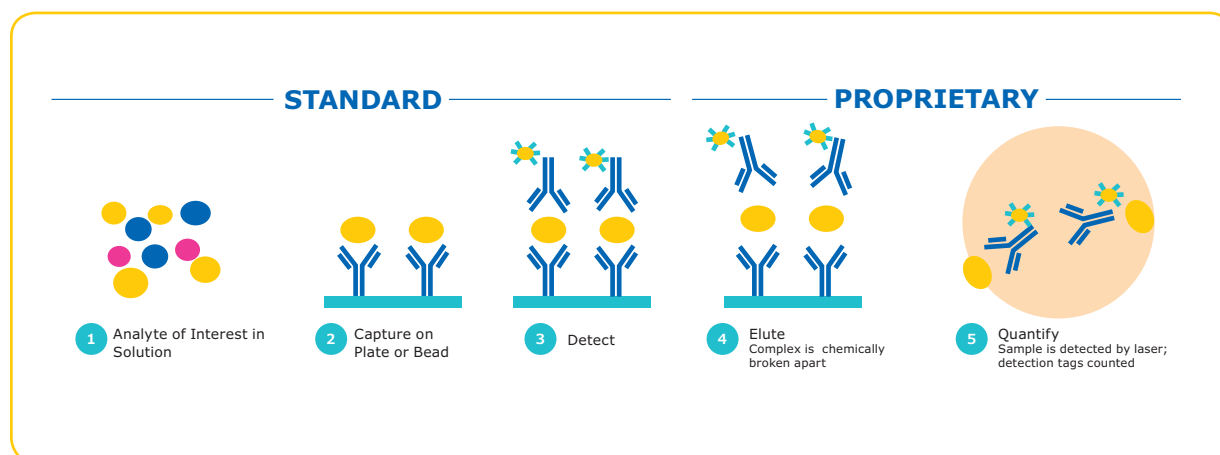 STANDARD
PROPRIETARY
1 Analyte of Interest in
Solution
2 Capture on
Plate or Bead
3 Detect
4 Elute
Complex is chemically
broken apart
5 Quantify
Sample is detected by laser;
detection tags counted